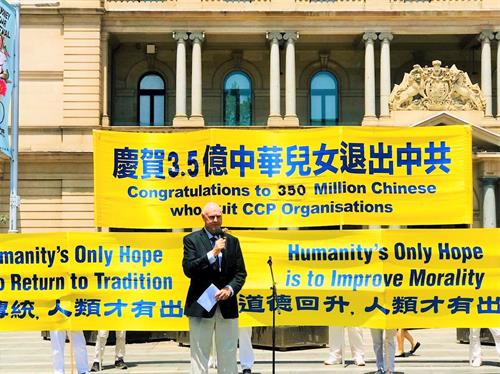 慶賀3.5億中華兒女退出中共
Congratulations to 350 Million Chinese
who quit CCP Organisations
manity's Only Hope
o Return to Tradition
傳統,人類才有出
Humanity's Only Hope
is to Improve Morality
道德回升,人類才有出